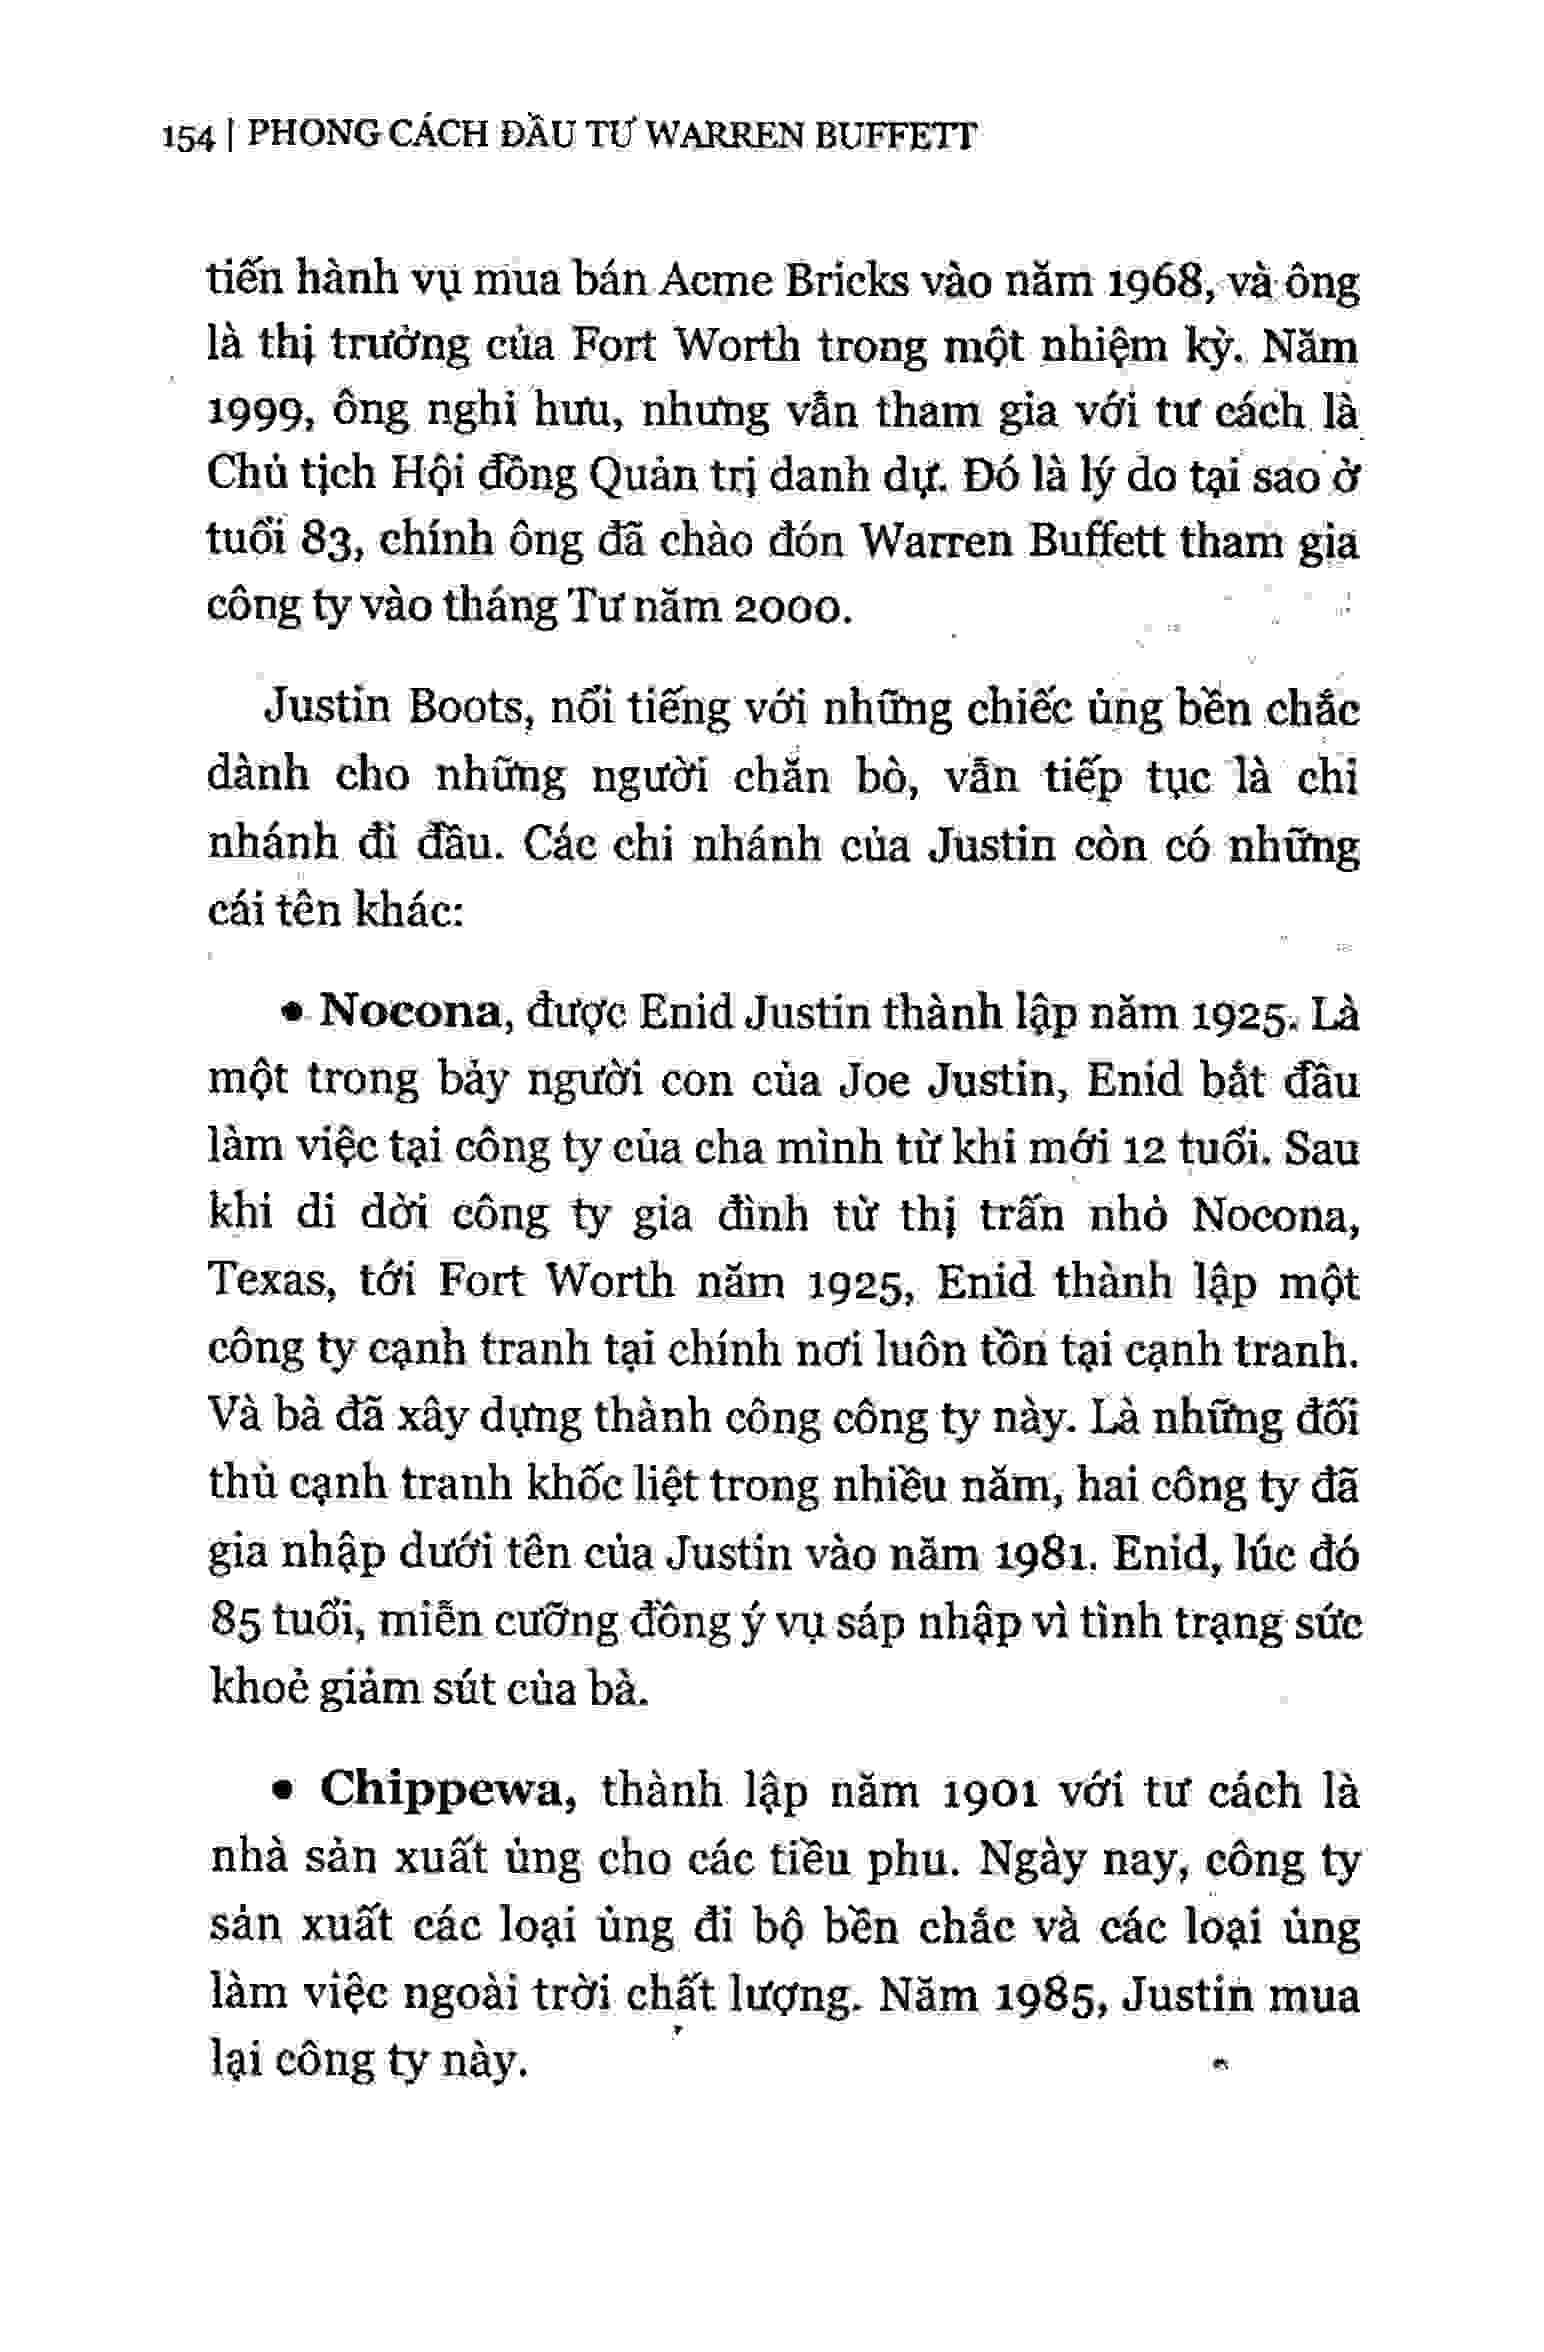 154 | PHONG CÁCH ĐẦU TƯ WARREN BUFFETT
tiến hành vụ mua bán Acme Bricks vào năm 1968, và ông
là thị trưởng của Fort Worth trong một nhiệm kỳ. Năm
1999, ông nghỉ hưu, nhưng vẫn tham gia với tư cách là
Chủ tịch Hội đồng Quản trị danh dự. Đó là lý do tại sao ở
tuổi 83, chính ông đã chào đón Warren Buffett tham gia
công ty vào tháng Tư năm 2000.
Justin Boots, nổi tiếng với những chiếc ủng bền chắc
dành cho những người chăn bò, vẫn tiếp tục là chi
nhánh đi đầu. Các chi nhánh của Justin còn có những
cái tên khác:
• Nocona, được Enid Justin thành lập năm 1925. Là
một trong bảy người con của Joe Justin, Enid bắt đầu
làm việc tại công ty của cha mình từ khi mới 12 tuổi. Sau
khi di dời công ty gia đình từ thị trấn nhỏ Nocona,
Texas, tới Fort Worth năm 1925, Enid thành lập một
công ty cạnh tranh tại chính nơi luôn tồn tại cạnh tranh.
Và bà đã xây dựng thành công công ty này. Là những đối
thủ cạnh tranh khốc liệt trong nhiều năm, hai công ty đã
gia nhập dưới tên của Justin vào năm 1981. Enid, lúc đó
85 tuổi, miễn cưỡng đồng ý vụ sáp nhập vì tình trạng sức
khoẻ giảm sút của bà.
• Chippewa, thành lập năm 1901 với tư cách là
nhà sản xuất ủng cho các tiều phu. Ngày nay, công ty
sản xuất các loại ủng đi bộ bền chắc và các loại ủng
làm việc ngoài trời chất lượng. Năm 1985, Justin mua
lại công ty này.